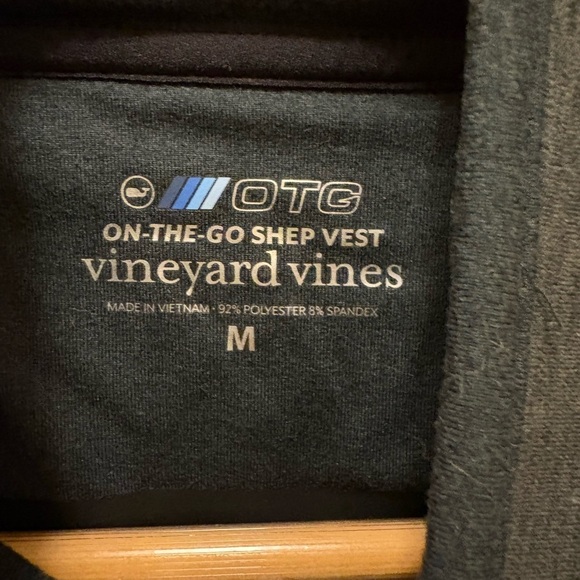 OTG
ON-THE-GO SHEP VEST
vineyard vines
MADE IN VIETNAM · 92% POLYESTER 8% SPANDEX
M